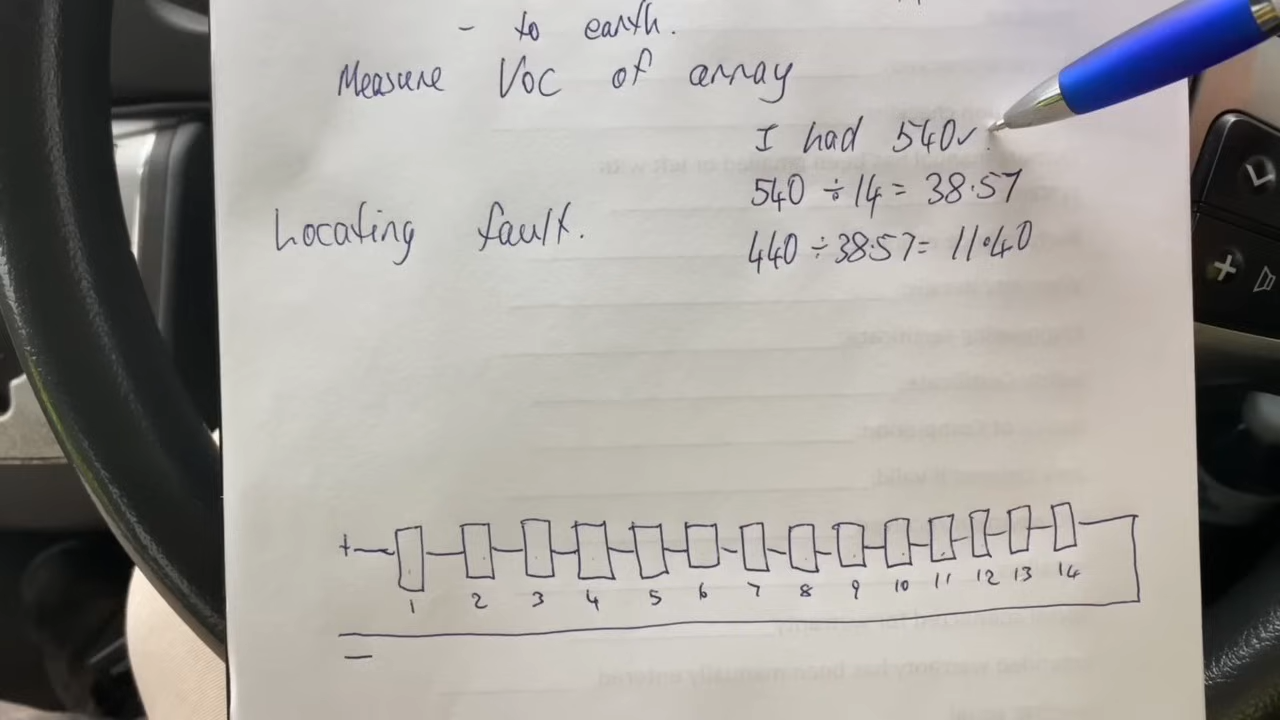 - to earth.
Measure Voc of array
I had 540v.
540 ÷ 14 = 38.57
Locating fault.
440 ÷ 38.57 = 11.40
+
1 2 3 4 5 6 7 8 9 10 11 12 13 14
-